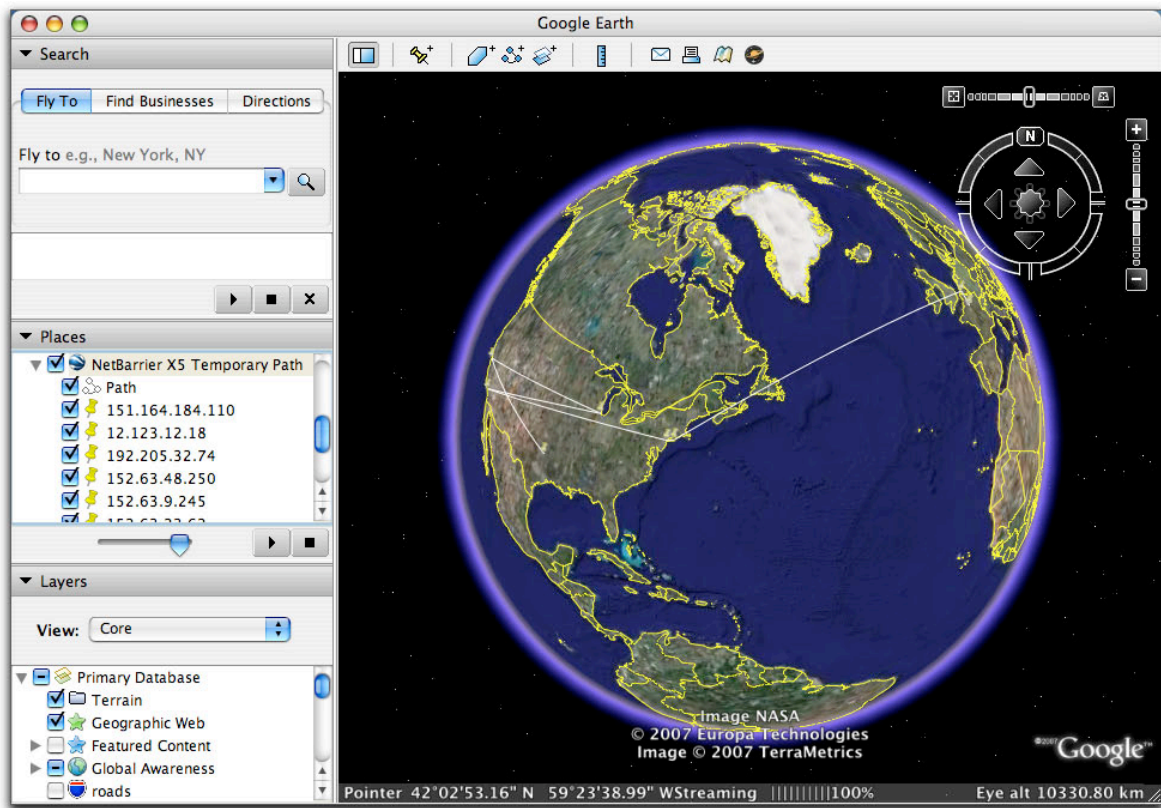 Google Earth
Search
Fly To Find Businesses Directions
Fly to e.g., New York, NY
Places
NetBarrier X5 Temporary Path
Path
151.164.184.110
12.123.12.18
192.205.32.74
152.63.48.250
152.63.9.245
Layers
View: Core
Primary Database
Terrain
Geographic Web
Featured Content
Global Awareness
roads
N
Image NASA
© 2007 Europa Technologies
Image © 2007 TerraMetrics
©2007 Google™
Pointer 42°02'53.16" N 59°23'38.99" W Streaming ||||||||||100% Eye alt 10330.80 km